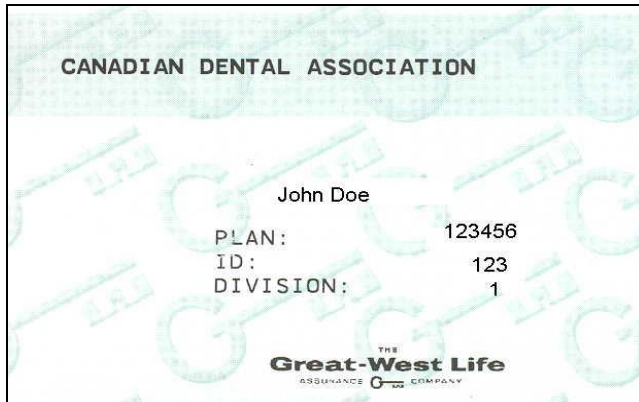 CANADIAN DENTAL ASSOCIATION
John Doe
PLAN: 123456
ID: 123
DIVISION: 1
THE
Great-West Life
ASSURANCE COMPANY